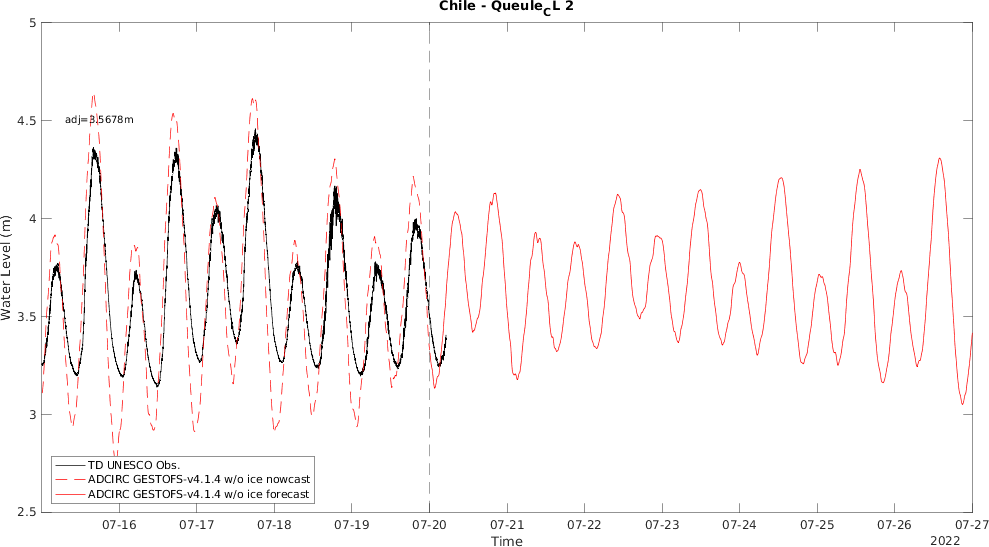 Chile - Queule_CL 2
5
4.5
4
3.5
3
2.5
Water Level (m)
adj=3.5678m
TD UNESCO Obs.
ADCIRC GESTOFS-v4.1.4 w/o ice nowcast
ADCIRC GESTOFS-v4.1.4 w/o ice forecast
07-16 07-17 07-18 07-19 07-20 07-21 07-22 07-23 07-24 07-25 07-26 07-27
Time
2022